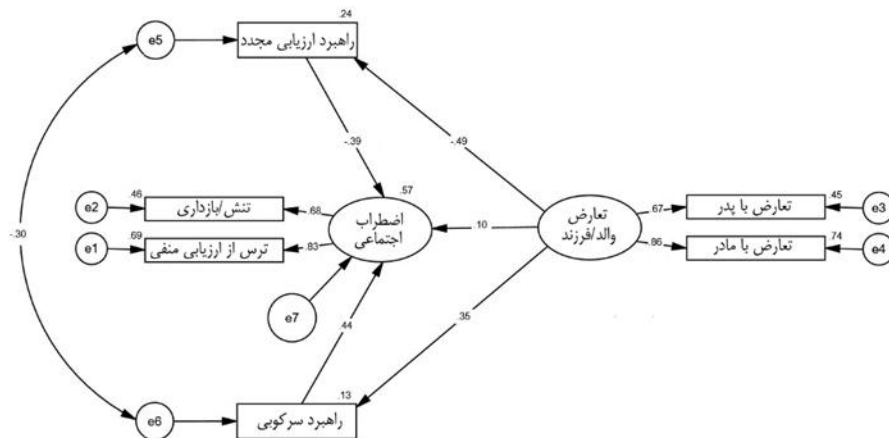 .24
e5
راهبرد ارزیابی مجدد
-.39
-.49
.46
.57
e2
تنش/بازداری
.68
اضطراب
اجتماعی
.10
تعارض
والد/فرزند
.67
تعارض با پدر
.45
e3
-.30
.69
e1
ترس از ارزیابی منفی
.83
.86
تعارض با مادر
.74
e4
e7
.44
.35
.13
e6
راهبرد سرکوبی